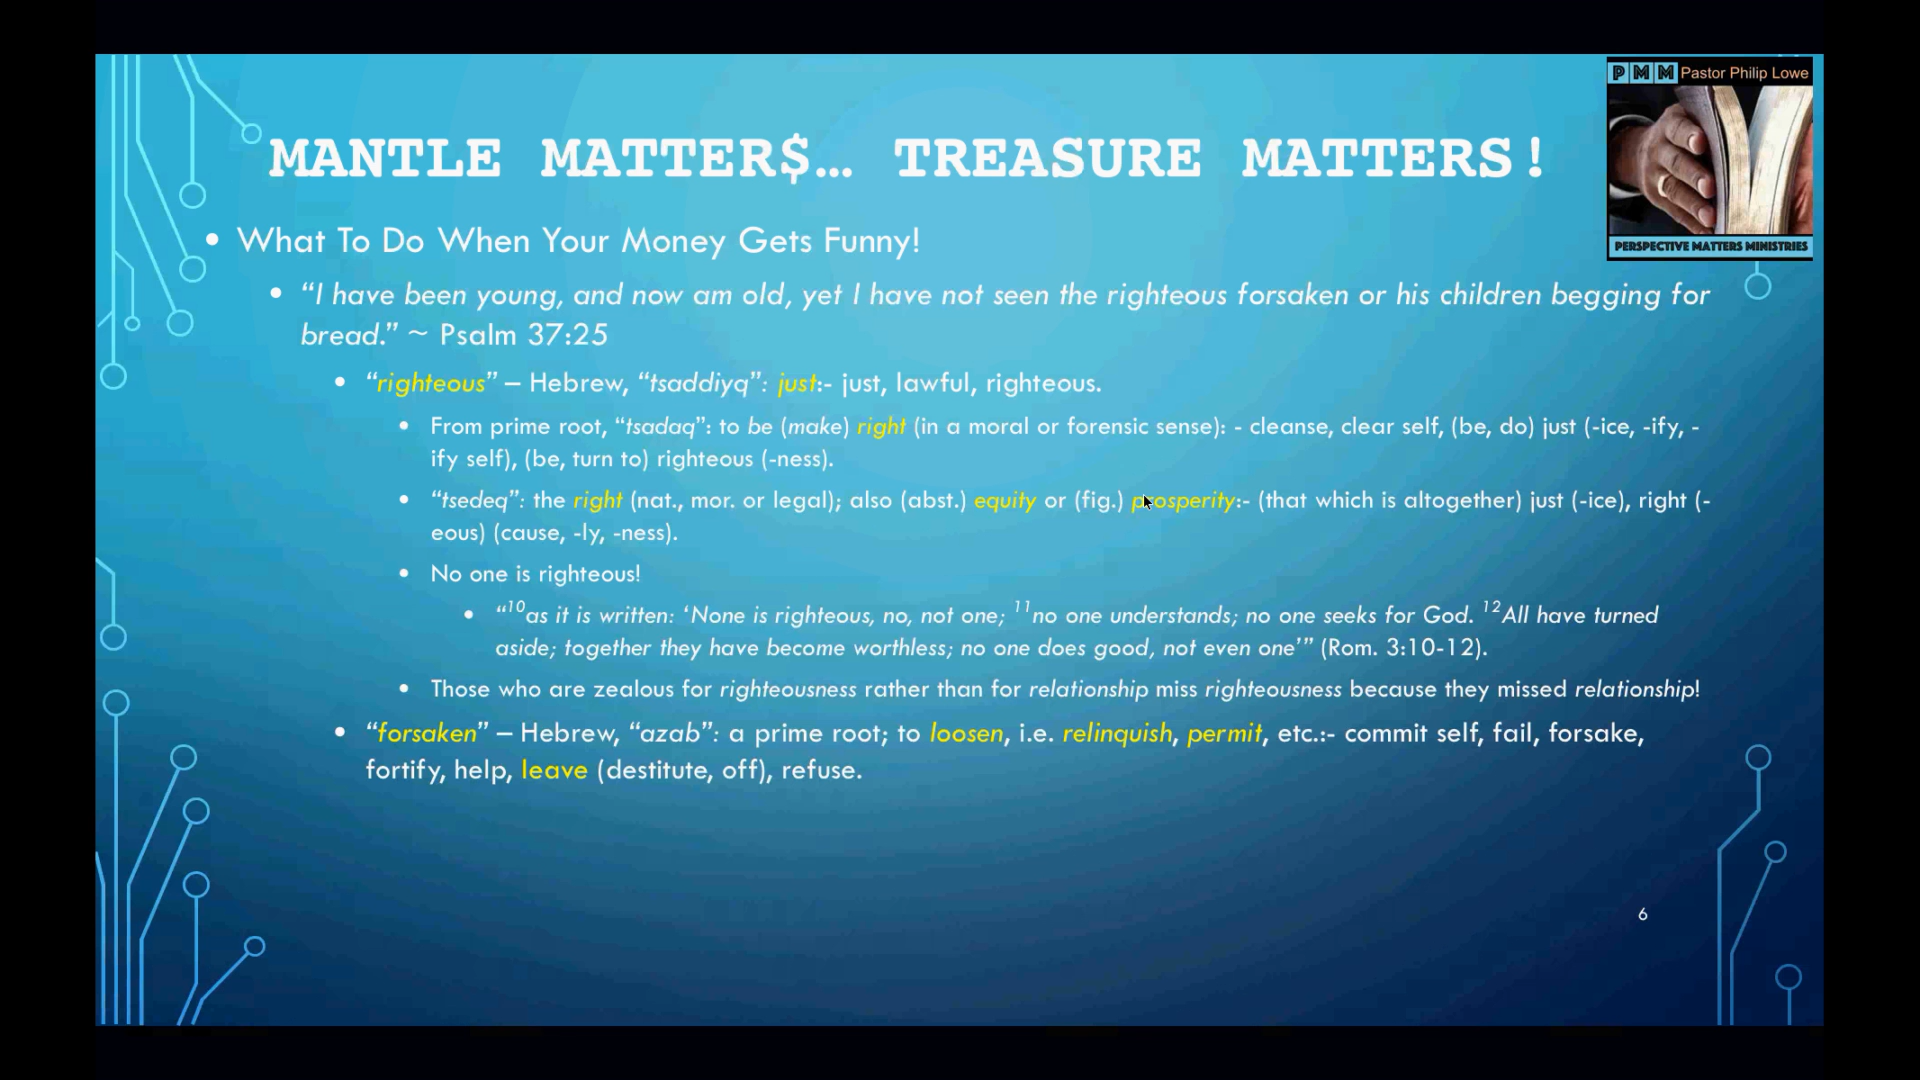 PMM Pastor Philip Lowe
PERSPECTIVE MATTERS MINISTRIES
MANTLE MATTER$… TREASURE MATTERS!
• What To Do When Your Money Gets Funny!
• “I have been young, and now am old, yet I have not seen the righteous forsaken or his children begging for
bread.” ~ Psalm 37:25
• “righteous” – Hebrew, “tsaddiyq”: just:- just, lawful, righteous.
• From prime root, “tsadaq”: to be (make) right (in a moral or forensic sense): - cleanse, clear self, (be, do) just (-ice, -ify, -
ify self), (be, turn to) righteous (-ness).
• “tsedeq”: the right (nat., mor. or legal); also (abst.) equity or (fig.) prosperity:- (that which is altogether) just (-ice), right (-
eous) (cause, -ly, -ness).
• No one is righteous!
• “10as it is written: ‘None is righteous, no, not one; 11no one understands; no one seeks for God. 12All have turned
aside; together they have become worthless; no one does good, not even one’” (Rom. 3:10-12).
• Those who are zealous for righteousness rather than for relationship miss righteousness because they missed relationship!
• “forsaken” – Hebrew, “azab”: a prime root; to loosen, i.e. relinquish, permit, etc.:- commit self, fail, forsake,
fortify, help, leave (destitute, off), refuse.
6